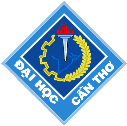 ĐẠI HỌC
CẦN THƠ